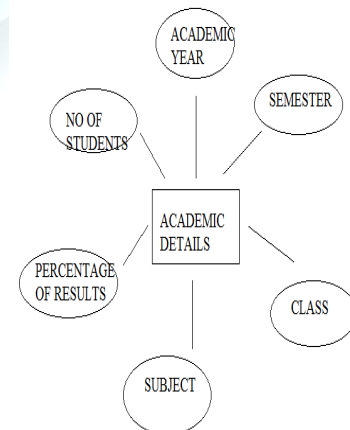 ACADEMIC
YEAR
SEMESTER
NO OF
STUDENTS
ACADEMIC
DETAILS
PERCENTAGE
OF RESULTS
CLASS
SUBJECT